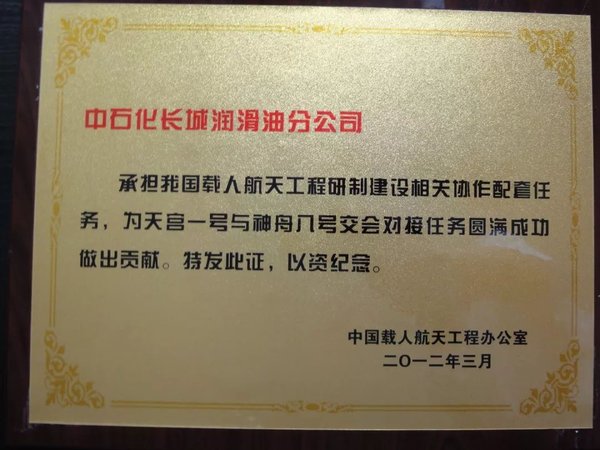 中石化长城润滑油分公司
承担我国载人航天工程研制建设相关协作配套任
务，为天宫一号与神舟八号交会对接任务圆满成功
做出贡献。特发此证，以资纪念。
中国载人航天工程办公室
二〇一二年三月